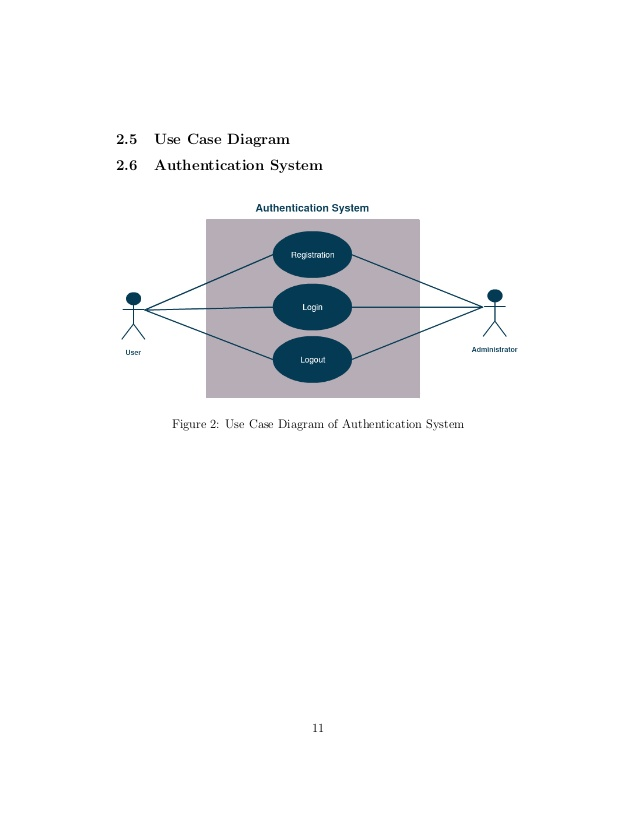 2.5 Use Case Diagram
2.6 Authentication System
Authentication System
Registration
Login
Logout
User
Administrator
Figure 2: Use Case Diagram of Authentication System
11